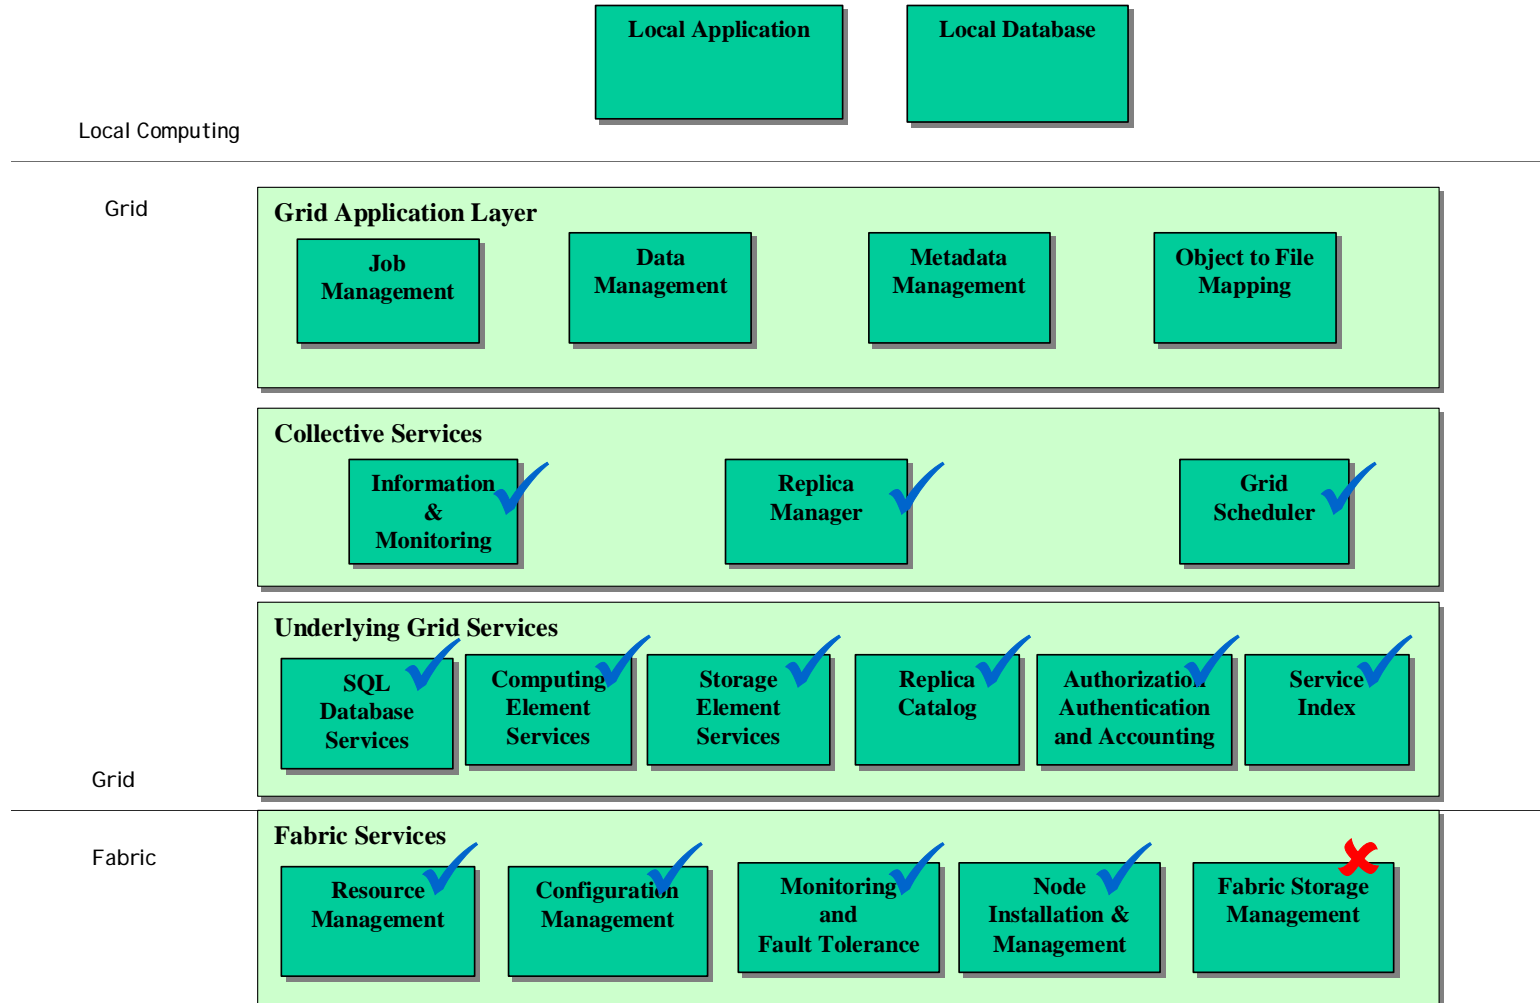 Local Application
Local Database
Local Computing
Grid
Grid Application Layer
Job
Management
Data
Management
Metadata
Management
Object to File
Mapping
Collective Services
Information
&
Monitoring
Replica
Manager
Grid
Scheduler
Underlying Grid Services
SQL
Database
Services
Computing
Element
Services
Storage
Element
Services
Replica
Catalog
Authorization
Authentication
and Accounting
Service
Index
Grid
Fabric
Fabric Services
Resource
Management
Configuration
Management
Monitoring
and
Fault Tolerance
Node
Installation &
Management
Fabric Storage
Management